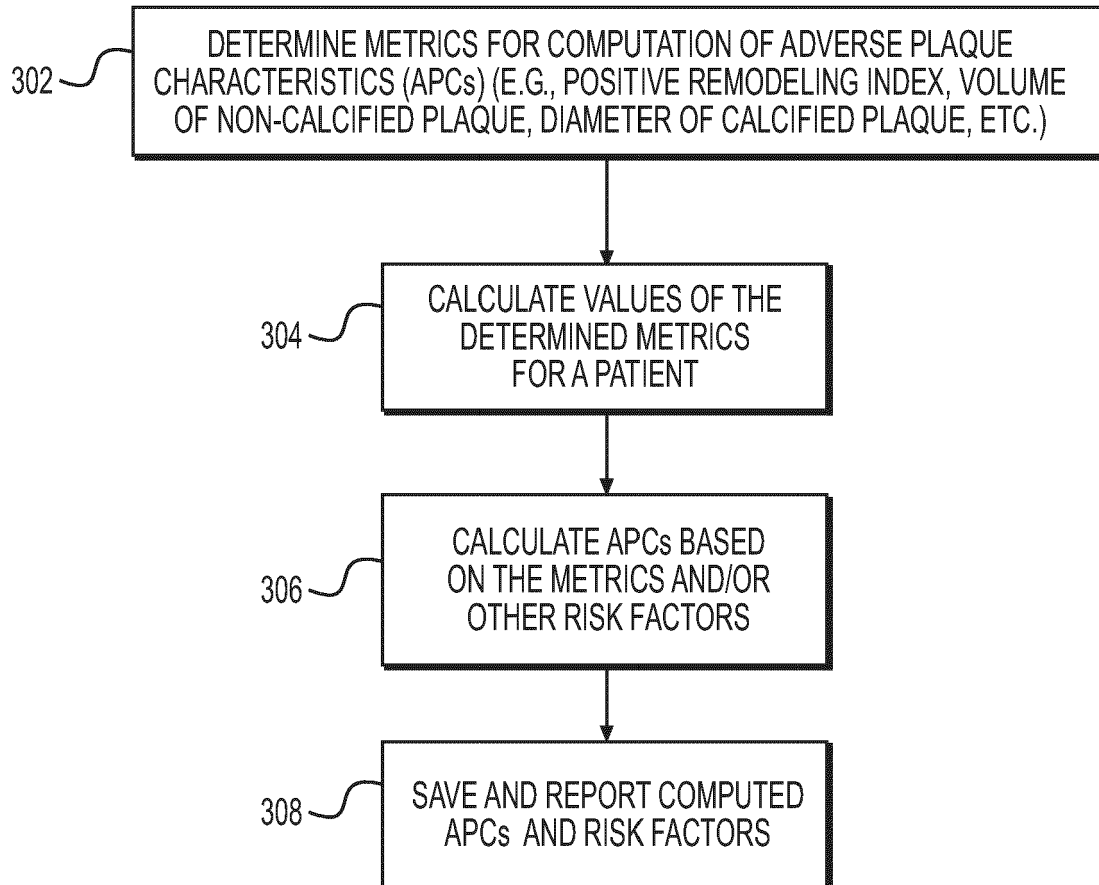 302
DETERMINE METRICS FOR COMPUTATION OF ADVERSE PLAQUE
CHARACTERISTICS (APCs) (E.G., POSITIVE REMODELING INDEX, VOLUME
OF NON-CALCIFIED PLAQUE, DIAMETER OF CALCIFIED PLAQUE, ETC.)
304
CALCULATE VALUES OF THE
DETERMINED METRICS
FOR A PATIENT
306
CALCULATE APCs BASED
ON THE METRICS AND/OR
OTHER RISK FACTORS
308
SAVE AND REPORT COMPUTED
APCs AND RISK FACTORS